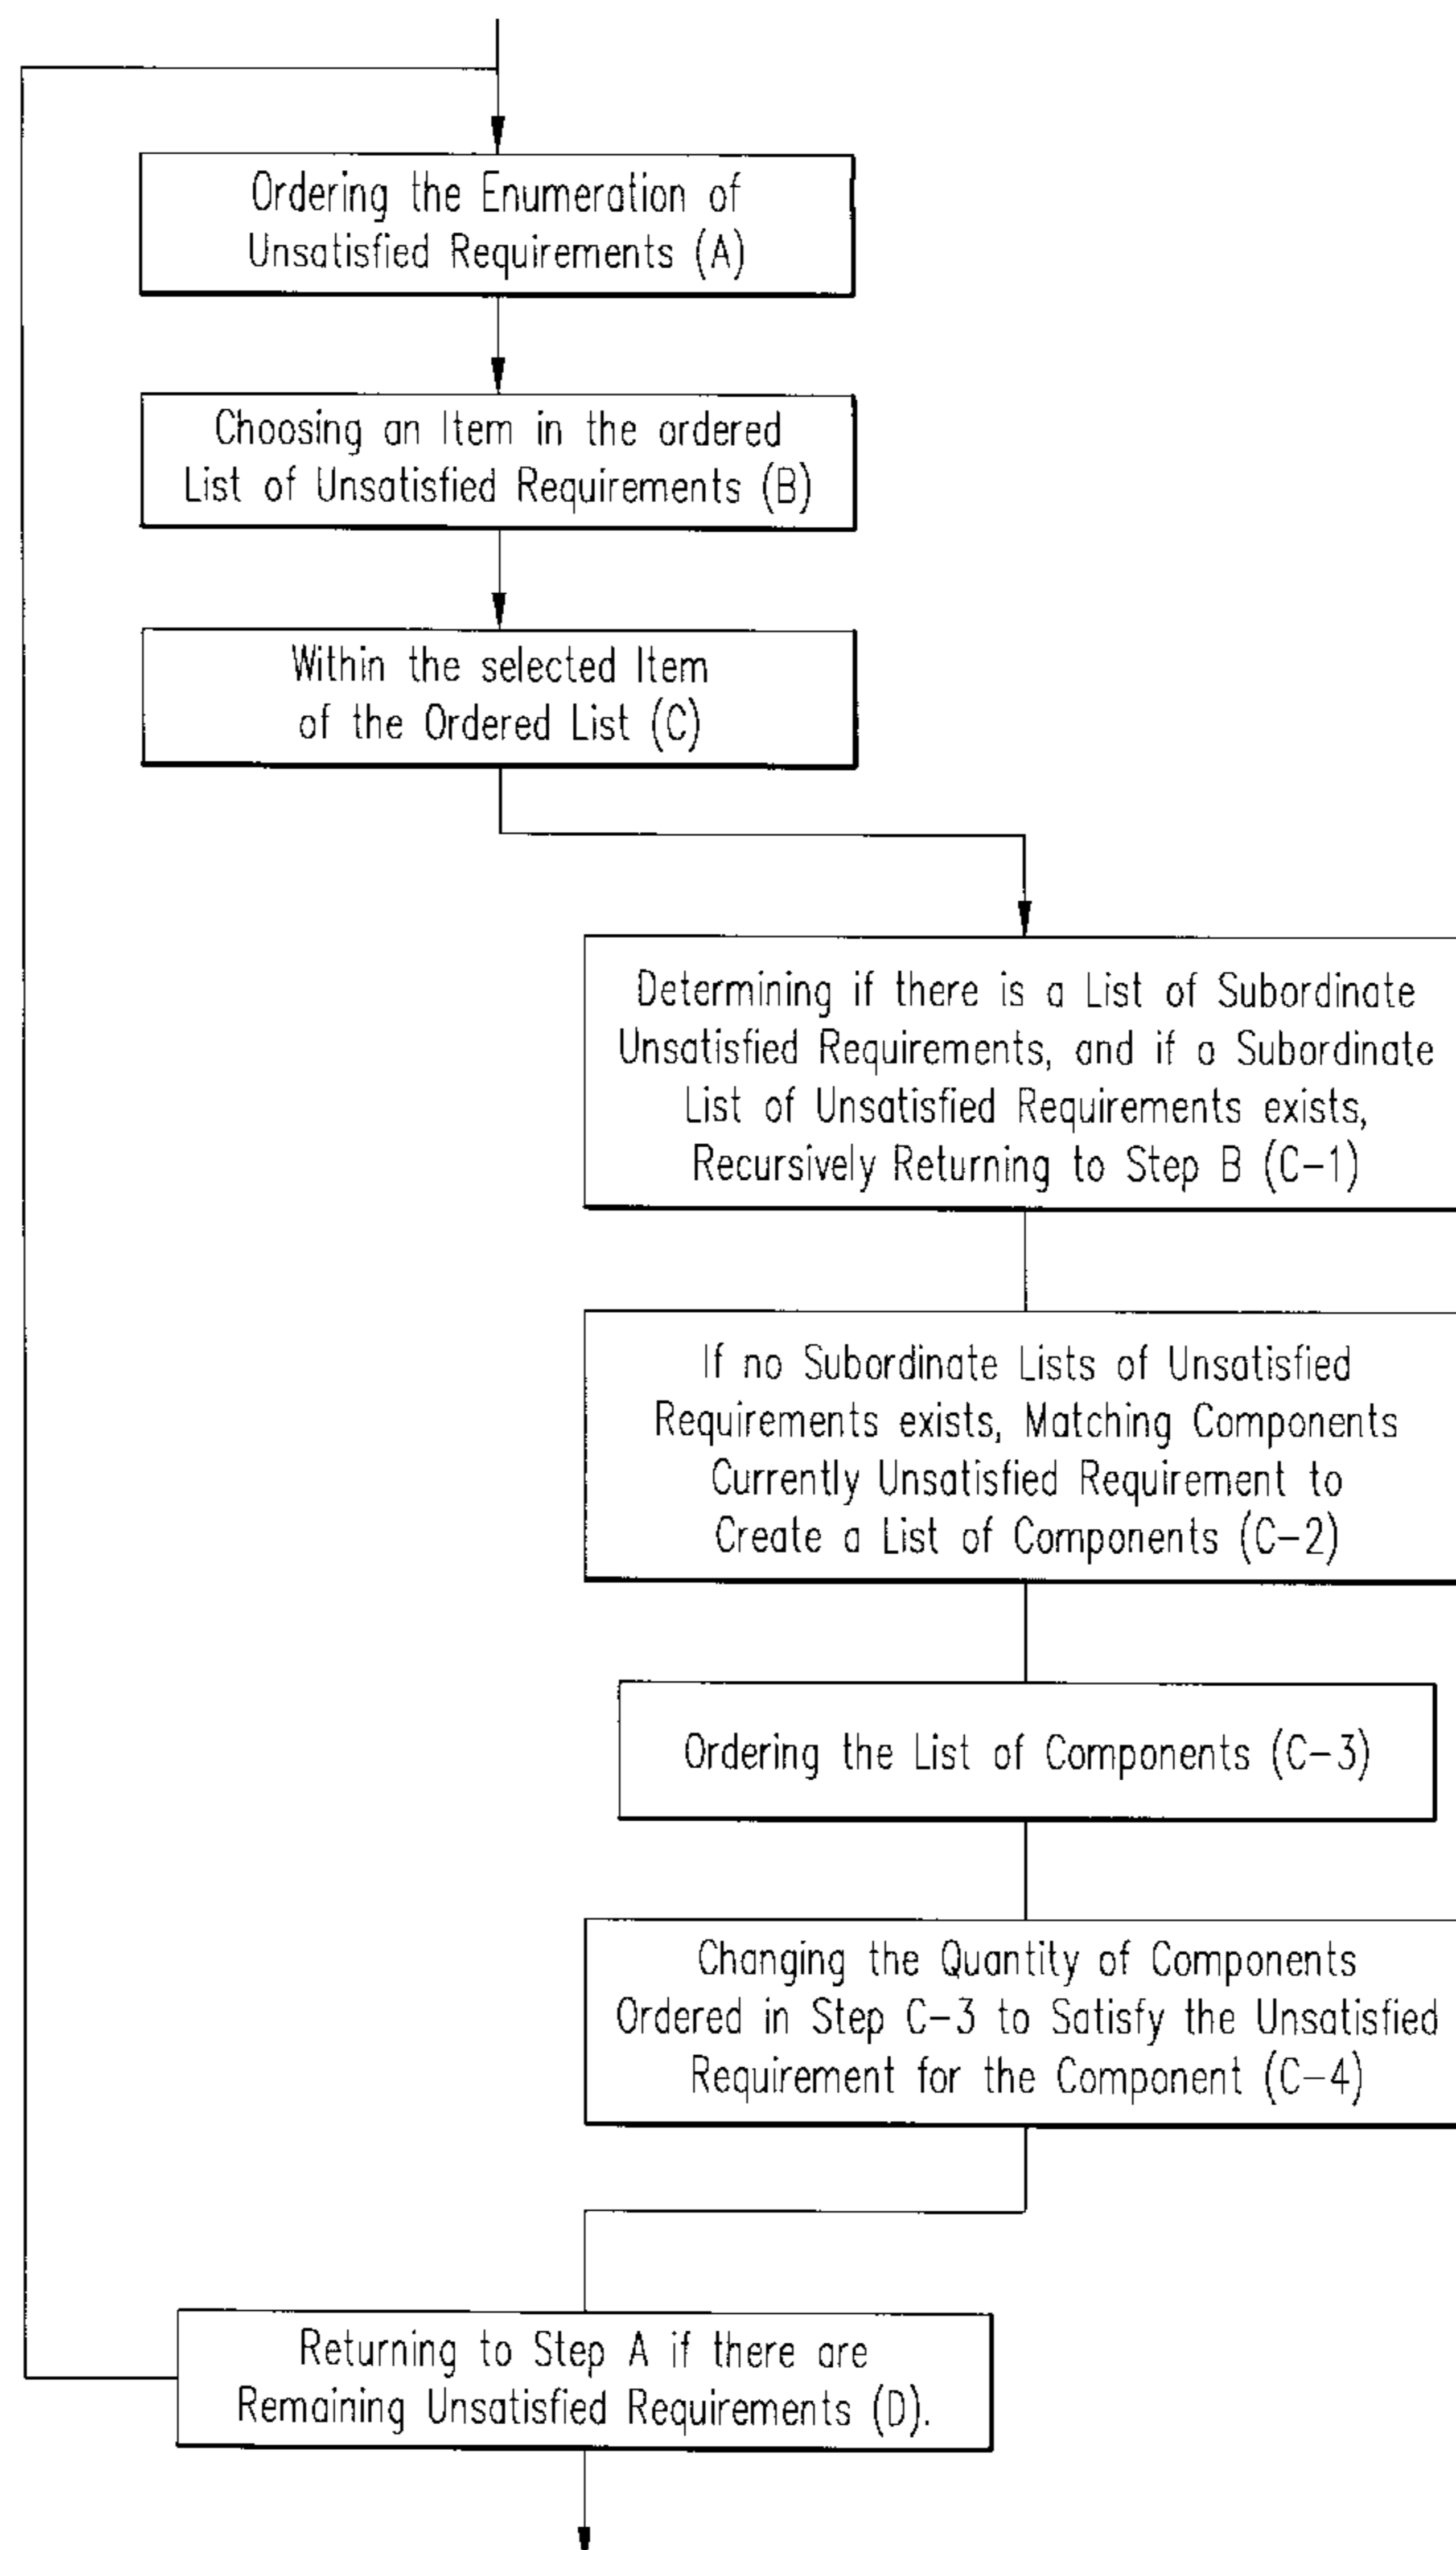 Ordering the Enumeration of
Unsatisfied Requirements (A)
Choosing an Item in the ordered
List of Unsatisfied Requirements (B)
Within the selected Item
of the Ordered List (C)
Determining if there is a List of Subordinate
Unsatisfied Requirements, and if a Subordinate
List of Unsatisfied Requirements exists,
Recursively Returning to Step B (C-1)
If no Subordinate Lists of Unsatisfied
Requirements exists, Matching Components
Currently Unsatisfied Requirement to
Create a List of Components (C-2)
Ordering the List of Components (C-3)
Changing the Quantity of Components
Ordered in Step C-3 to Satisfy the Unsatisfied
Requirement for the Component (C-4)
Returning to Step A if there are
Remaining Unsatisfied Requirements (D).